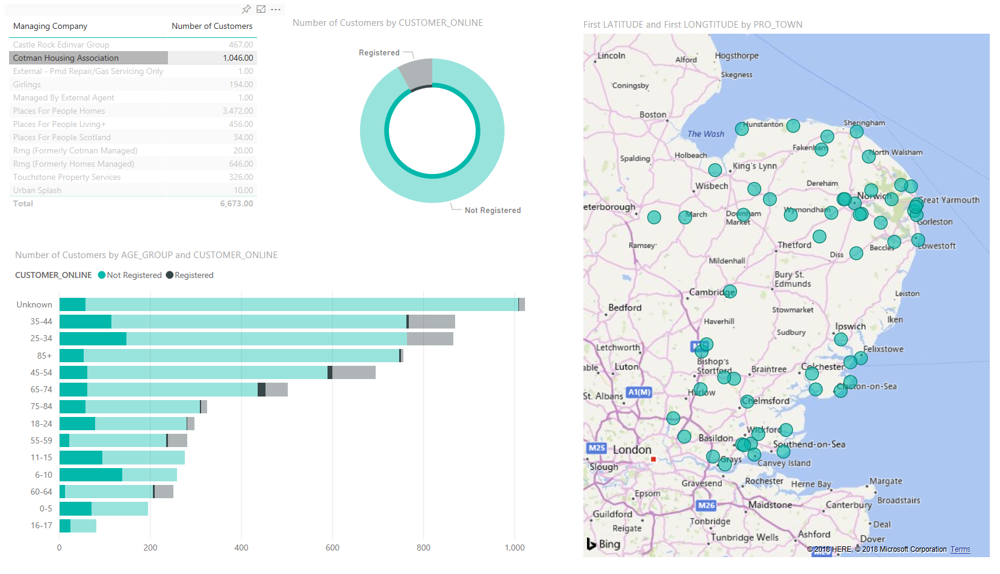 Managing Company Number of Customers
Castle Rock Edinvar Group 467.00
Cotman Housing Association 1,046.00
External - Pmd Repair/Gas Servicing Only 1.00
Girlings 194.00
Managed By External Agent 1.00
Places For People Homes 3,472.00
Places For People Living+ 456.00
Places For People Scotland 34.00
Rmg (Formerly Cotman Managed) 20.00
Rmg (Formerly Homes Managed) 646.00
Touchstone Property Services 326.00
Urban Splash 10.00
Total 6,673.00
Number of Customers by CUSTOMER_ONLINE
Registered
Not Registered
Number of Customers by AGE_GROUP and CUSTOMER_ONLINE
CUSTOMER_ONLINE Not Registered Registered
Unknown
35-44
25-34
85+
45-54
65-74
75-84
18-24
55-59
11-15
6-10
60-64
0-5
16-17
0 200 400 600 800 1,000
First LATITUDE and First LONGTITUDE by PRO_TOWN
Lincoln
Alford
Hogsthorpe
Skegness
Coningsby
Boston
The Wash
Hunstanton
Sheringham
Fakenham
North Walsham
Spalding
Holbeach
King's Lynn
Wisbech
Dereham
Norwich
Great Yarmouth
eterborough
March
Downham
Market
Wymondham
Gorleston
Ramsey
Thetford
Beccles
Lowestoft
Diss
Mildenhall
Bury St.
Edmunds
Cambridge
Leiston
Bedford
Stowmarket
Haverhill
Iken
Ipswich
Sudbury
Letchworth
Felixstowe
able
Luton
Bishop's
Stortford
Braintree
Colchester
Clacton-on-Sea
St. Albans
A1(M)
Harlow
Chelmsford
Wickford
Basildon
M25
London
Southend-on-Sea
Slough
Grays
Canvey Island
Gravesend
Rochester
Herne Bay
Margate
Epsom
Broadstairs
M26
Maidstone
Canterbury
Guildford
Reigate
Tonbridge
Deal
Tunbridge Wells
Ashford
Dover
Bing
© 2018 HERE, © 2018 Microsoft Corporation Terms